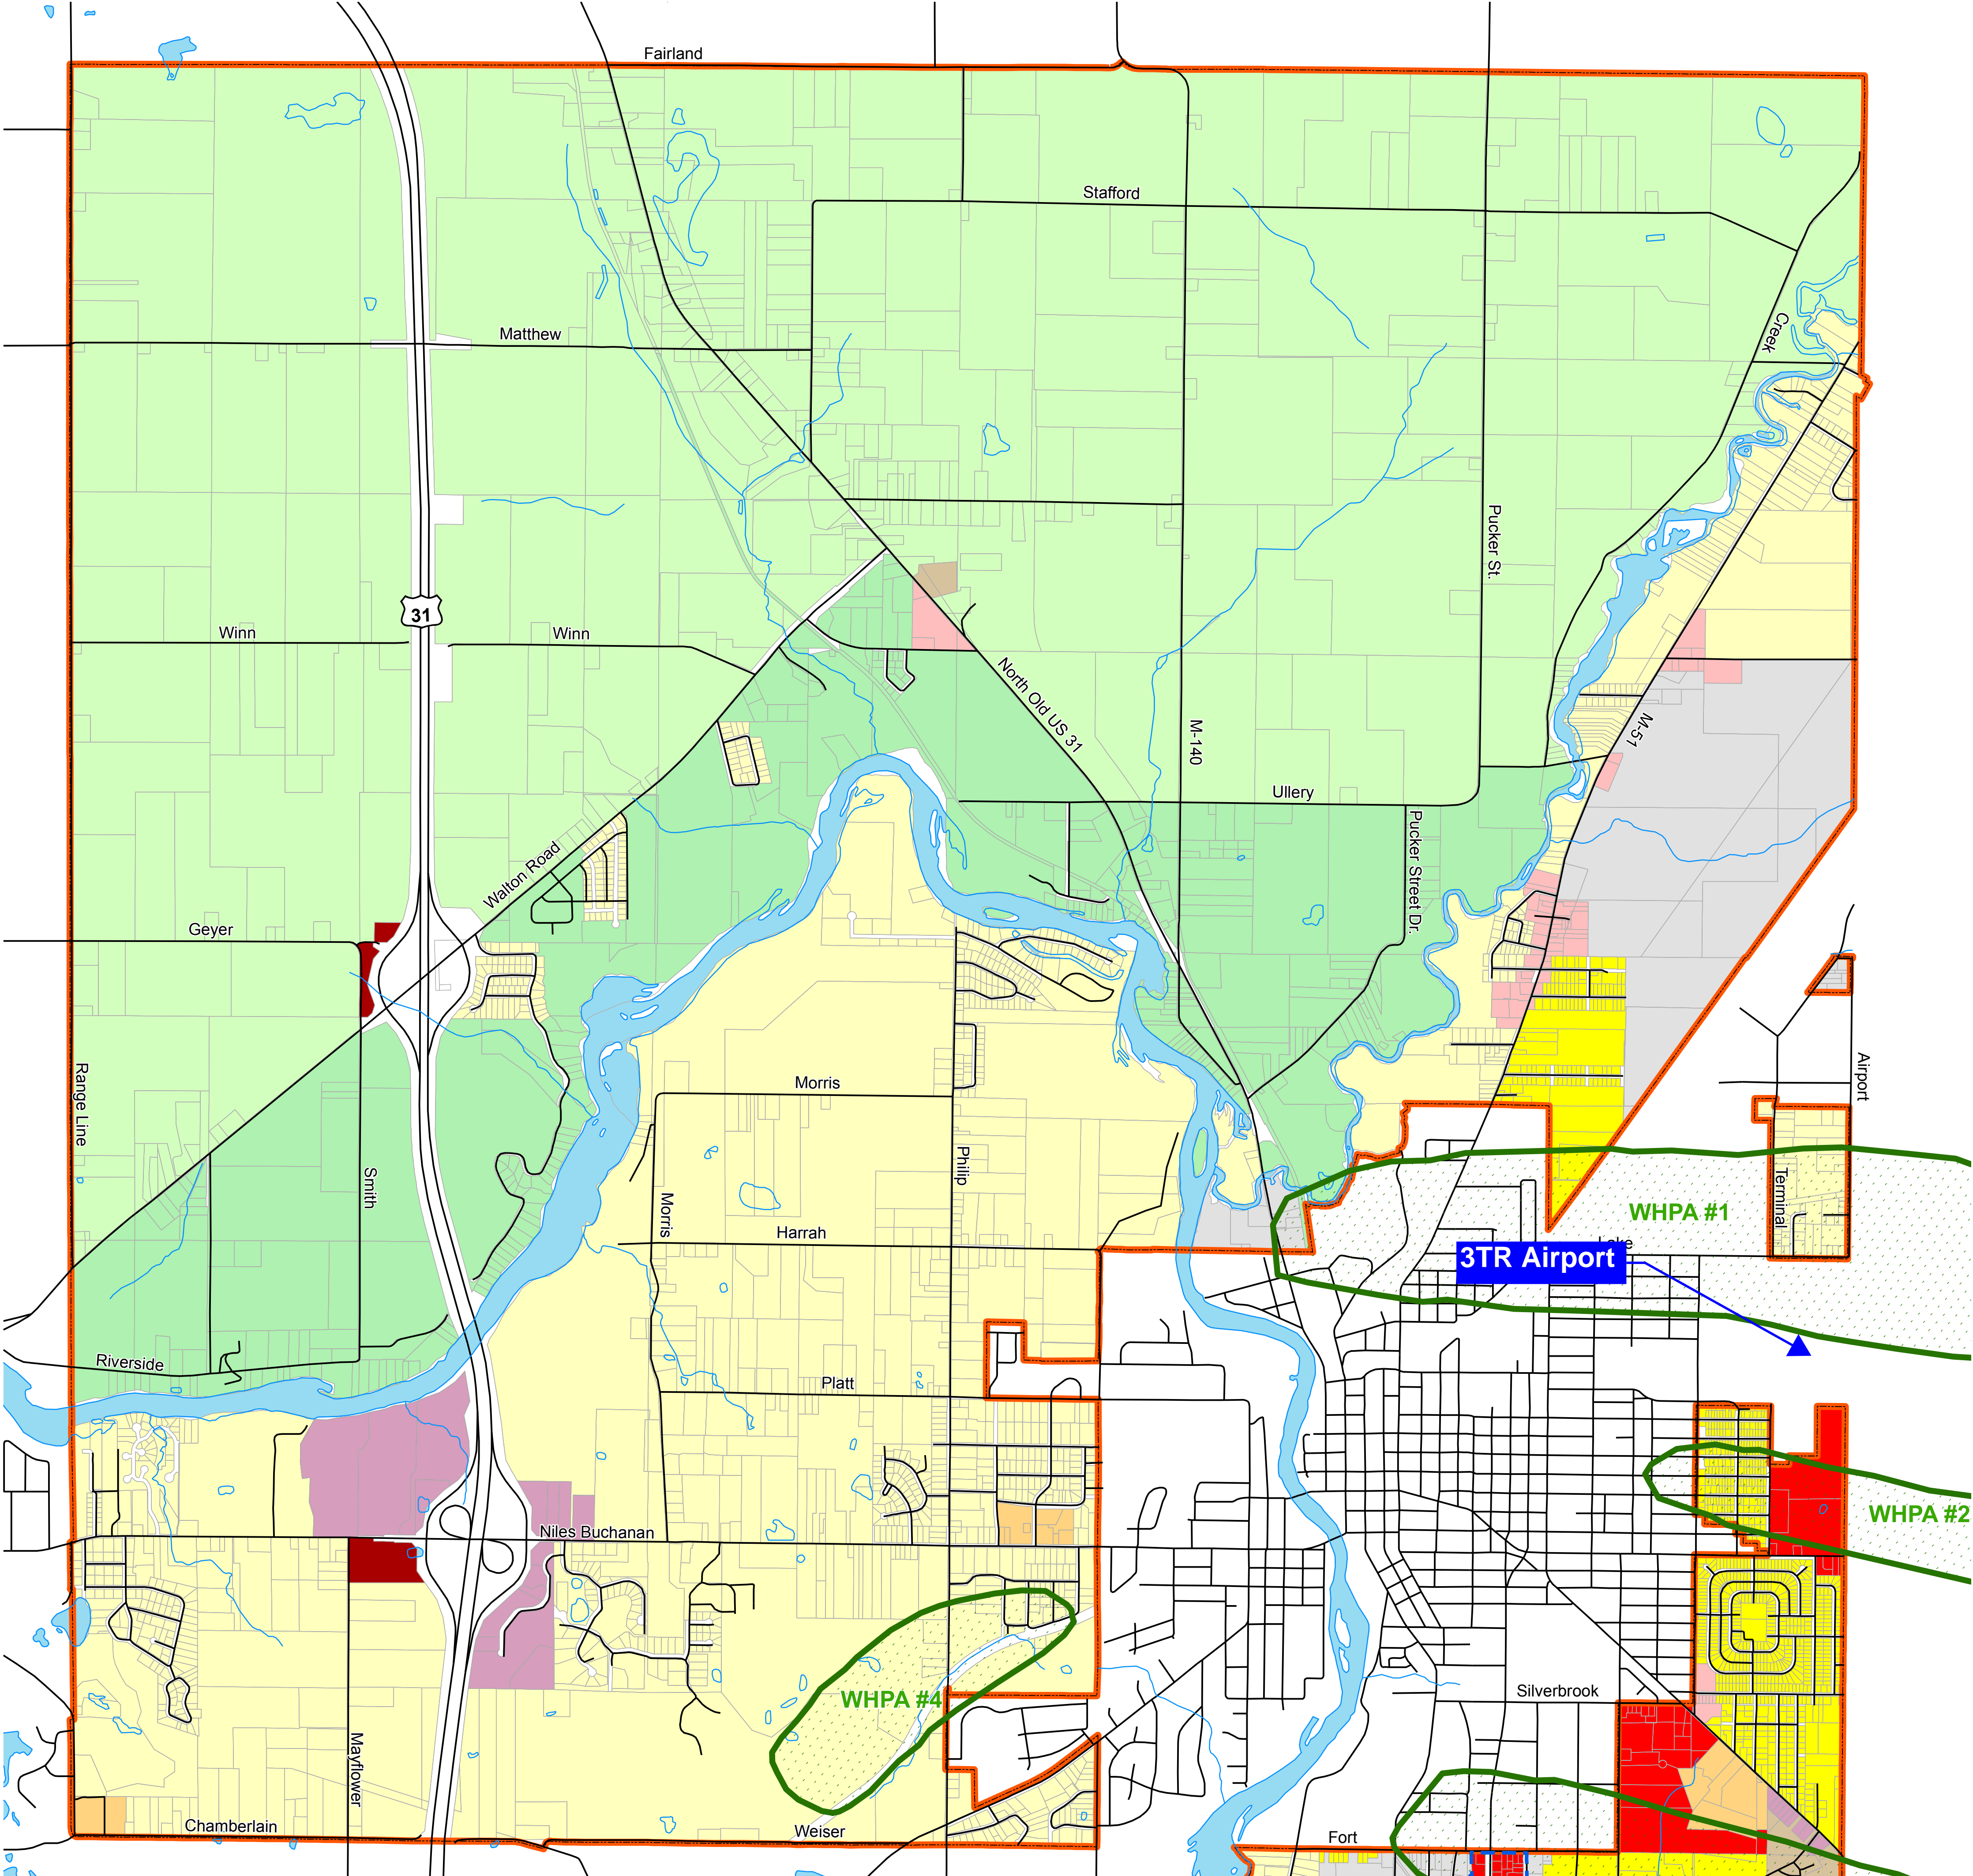 Fairland
Stafford
Creek
Matthew
Pucker St.
31
Winn
Winn
North Old US 31
M-140
M-51
Ullery
Pucker Street Dr.
Walton Road
Geyer
Range Line
Airport
Morris
Smith
Philip
Morris
Terminal
Harrah
WHPA #1
Lake
3TR Airport
Riverside
Platt
Niles Buchanan
WHPA #2
WHPA #4
Silverbrook
Mayflower
Chamberlain
Weiser
Fort